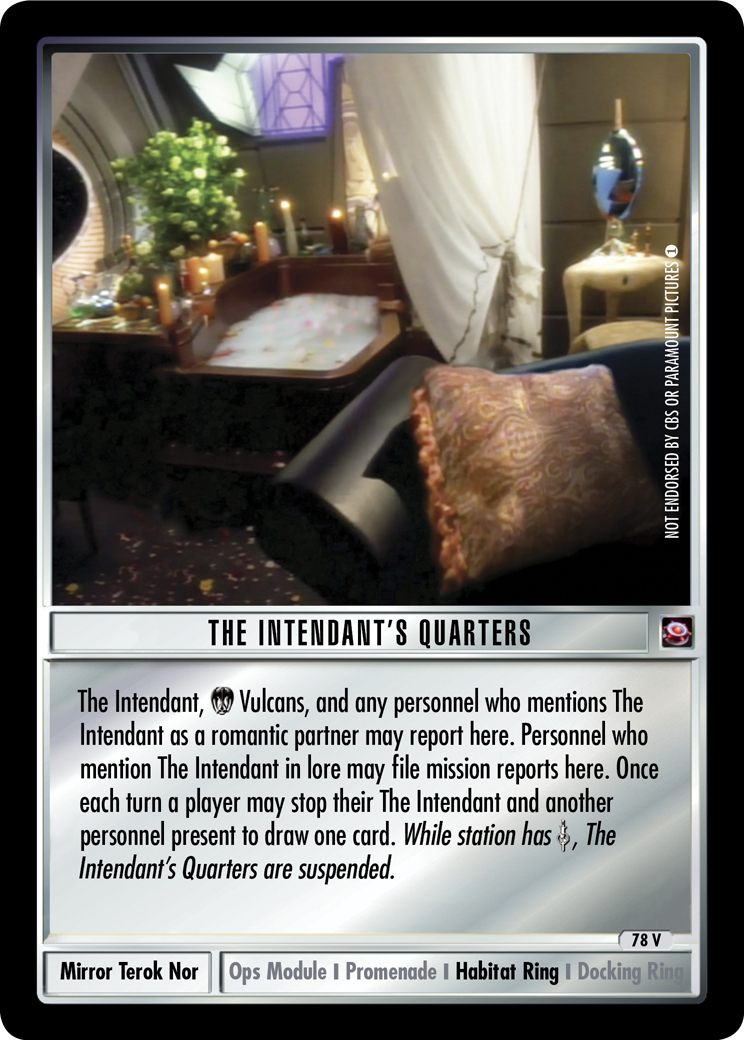 NOT ENDORSED BY CBS OR PARAMOUNT PICTURES 1
THE INTENDANT'S QUARTERS
The Intendant, Vulcans, and any personnel who mentions The
Intendant as a romantic partner may report here. Personnel who
mention The Intendant in lore may file mission reports here. Once
each turn a player may stop their The Intendant and another
personnel present to draw one card. While station has , The
Intendant's Quarters are suspended.
78 V
Mirror Terok Nor
Ops Module I Promenade I Habitat Ring I Docking Ring